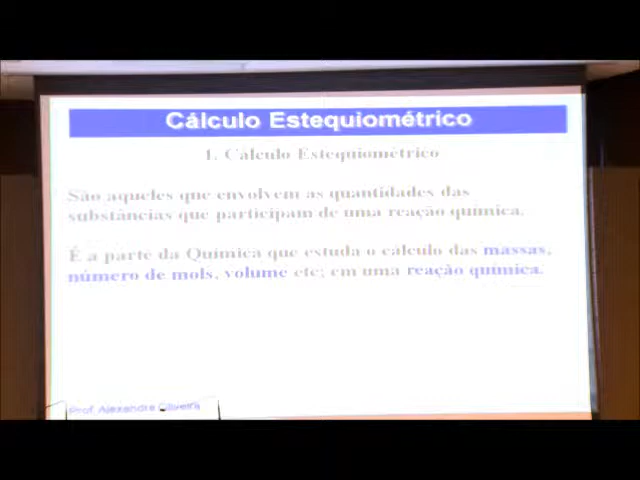 Cálculo Estequiométrico
1. Cálculo Estequiométrico
São aqueles que envolvem as quantidades das
substâncias que participam de uma reação química.
É a parte da Química que estuda o cálculo das massas,
número de mols, volume etc; em uma reação química.
Prof. Alexandre Oliveira